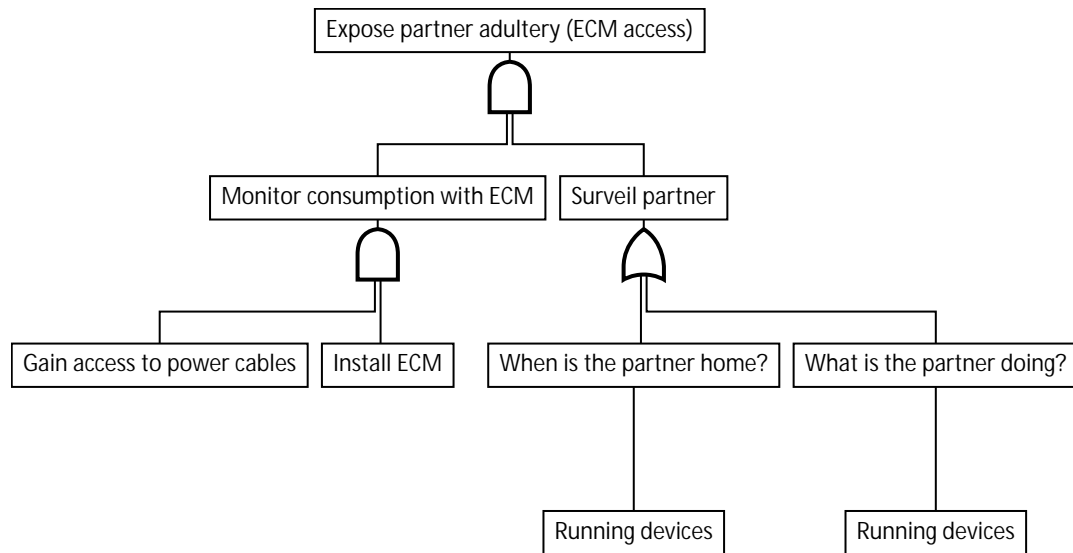 Expose partner adultery (ECM access)
Monitor consumption with ECM
Surveil partner
Gain access to power cables
Install ECM
When is the partner home?
What is the partner doing?
Running devices
Running devices